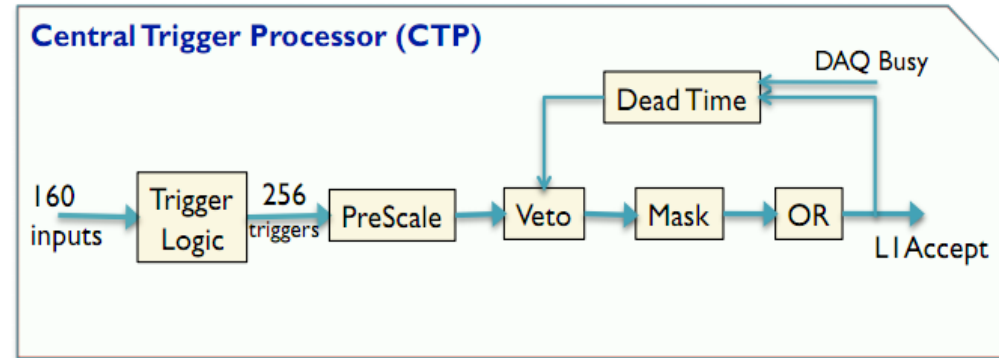 Central Trigger Processor (CTP)
DAQ Busy
Dead Time
160
inputs
Trigger
Logic
256
triggers
PreScale
Veto
Mask
OR
L1Accept